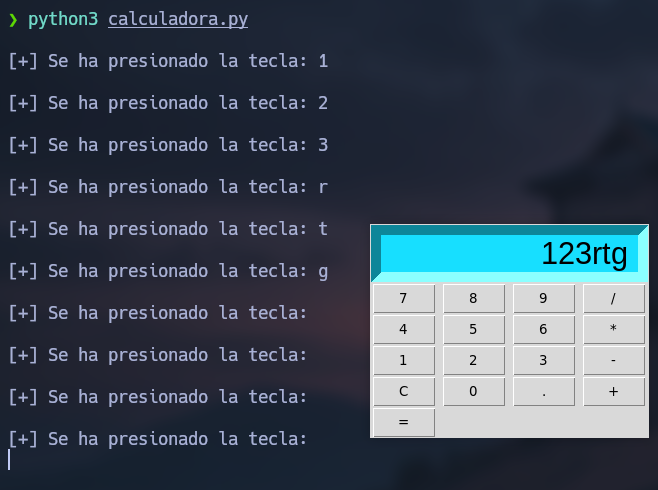 ❯ python3 calculadora.py
[+] Se ha presionado la tecla: 1
[+] Se ha presionado la tecla: 2
[+] Se ha presionado la tecla: 3
[+] Se ha presionado la tecla: r
[+] Se ha presionado la tecla: t
[+] Se ha presionado la tecla: g
[+] Se ha presionado la tecla:
[+] Se ha presionado la tecla:
[+] Se ha presionado la tecla:
[+] Se ha presionado la tecla:
123rtg
7 8 9 /
4 5 6 *
1 2 3 -
C 0 . +
=